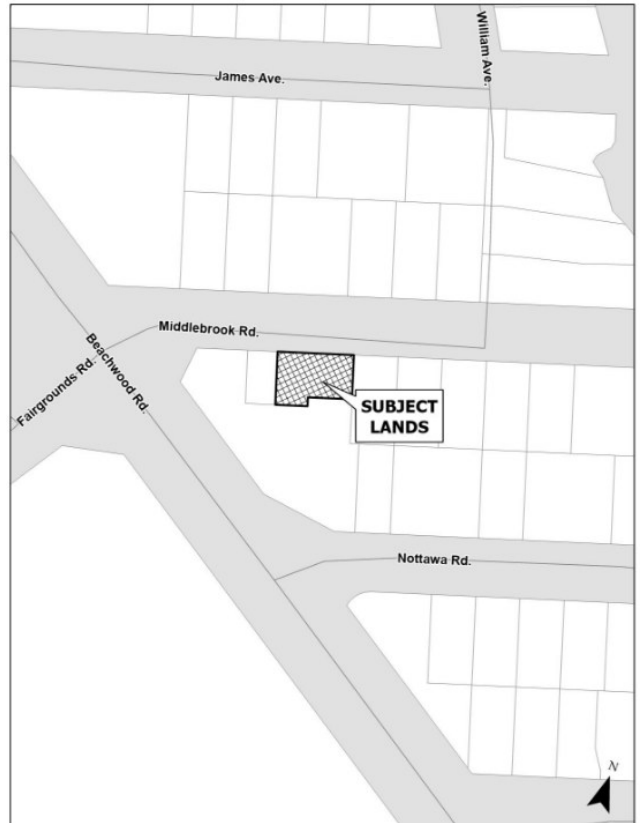 William Ave.
James Ave.
Middlebrook Rd.
Beachwood Rd.
Fairgrounds Rd.
SUBJECT
LANDS
Nottawa Rd.
N